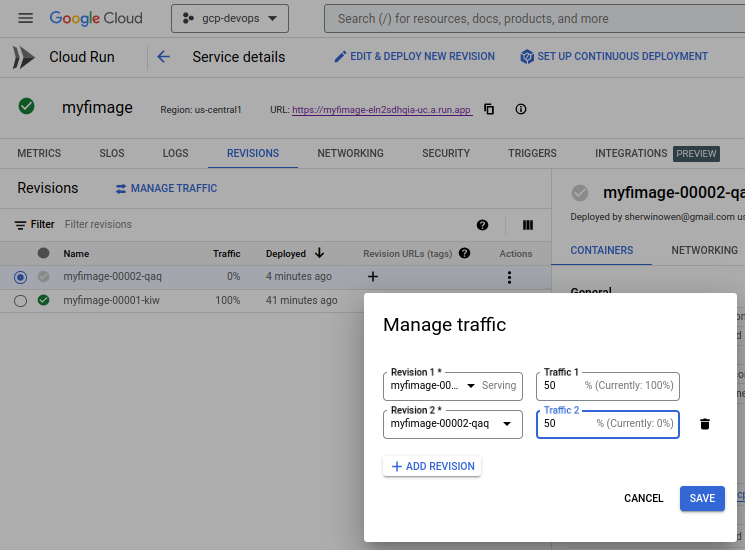 Google Cloud
gcp-devops
Search (/) for resources, docs, products, and more
Cloud Run
Service details
EDIT & DEPLOY NEW REVISION
SET UP CONTINUOUS DEPLOYMENT
myfimage
Region: us-central1
URL: https://myfimage-eln2sdhqia-uc.a.run.app
METRICS
SLOS
LOGS
REVISIONS
NETWORKING
SECURITY
TRIGGERS
INTEGRATIONS
PREVIEW
Revisions
MANAGE TRAFFIC
Filter
Filter revisions
Name
Traffic
Deployed
Revision URLs (tags)
Actions
myfimage-00002-qaq
0%
4 minutes ago
myfimage-00001-kiw
100%
41 minutes ago
myfimage-00002-qa
Deployed by sherwinowen@gmail.com us
CONTAINERS
NETWORKING
General
Manage traffic
Revision 1 *
myfimage-00...
Serving
Traffic 1
50
% (Currently: 100%)
Revision 2 *
myfimage-00002-qaq
Traffic 2
50
% (Currently: 0%)
ADD REVISION
CANCEL
SAVE